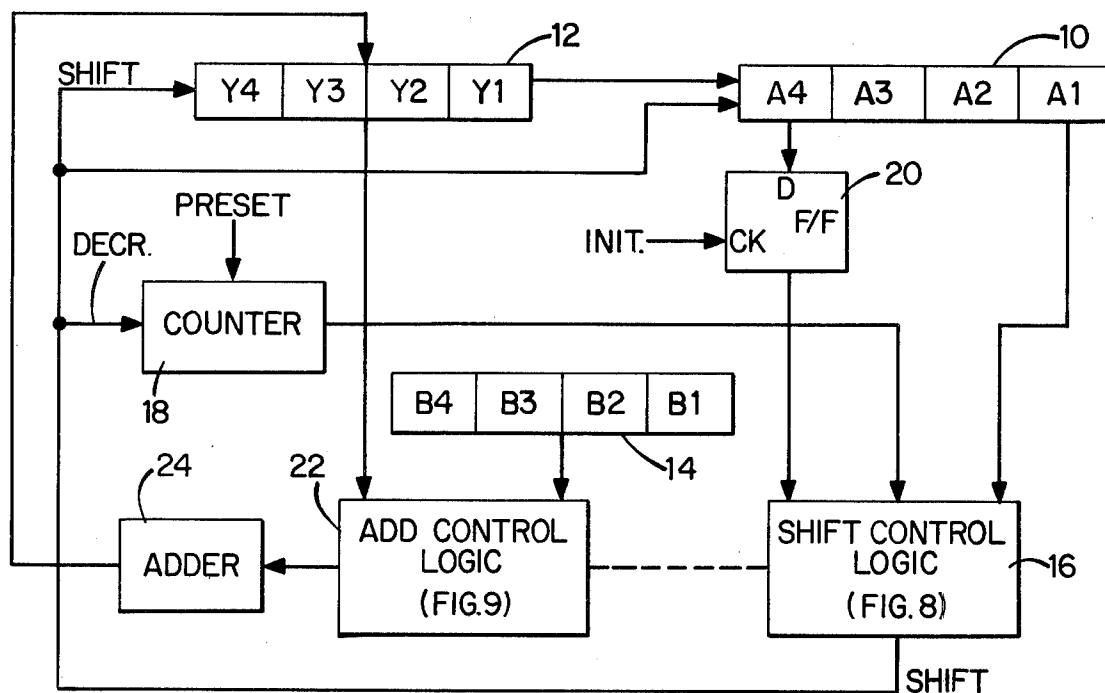 12
10
SHIFT
Y4 Y3 Y2 Y1
A4 A3 A2 A1
D
F/F
20
PRESET
INIT.
CK
DECR.
COUNTER
18
B4 B3 B2 B1
14
24
22
ADDER
ADD CONTROL
LOGIC
(FIG.9)
SHIFT CONTROL
LOGIC
(FIG. 8)
16
SHIFT